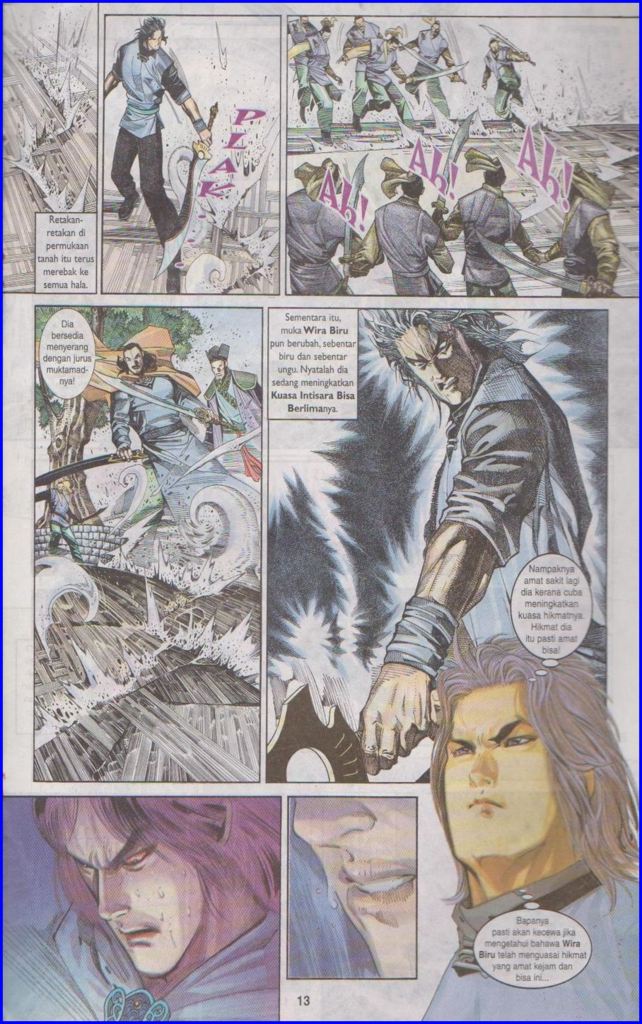 PLAK
Ah!
Ah!
Ah!
Retakan-
retakan di
permukaan
tanah itu terus
merebak ke
semua hala.
Dia
bersedia
menyerang
dengan jurus
muktamad-
nya!
Sementara itu,
muka Wira Biru
pun berubah, sebentar
biru dan sebentar
ungu. Nyatalah dia
sedang meningkatkan
Kuasa Intisara Bisa
Berlimanya.
Nampaknya
amat sakit lagi
dia kerana cuba
meningkatkan
kuasa hikmatnya.
Hikmat dia
itu pasti amat
bisa!
Bapanya
pasti akan kecewa jika
mengetahui bahawa Wira
Biru telah menguasai hikmat
yang amat kejam dan
bisa ini...
13